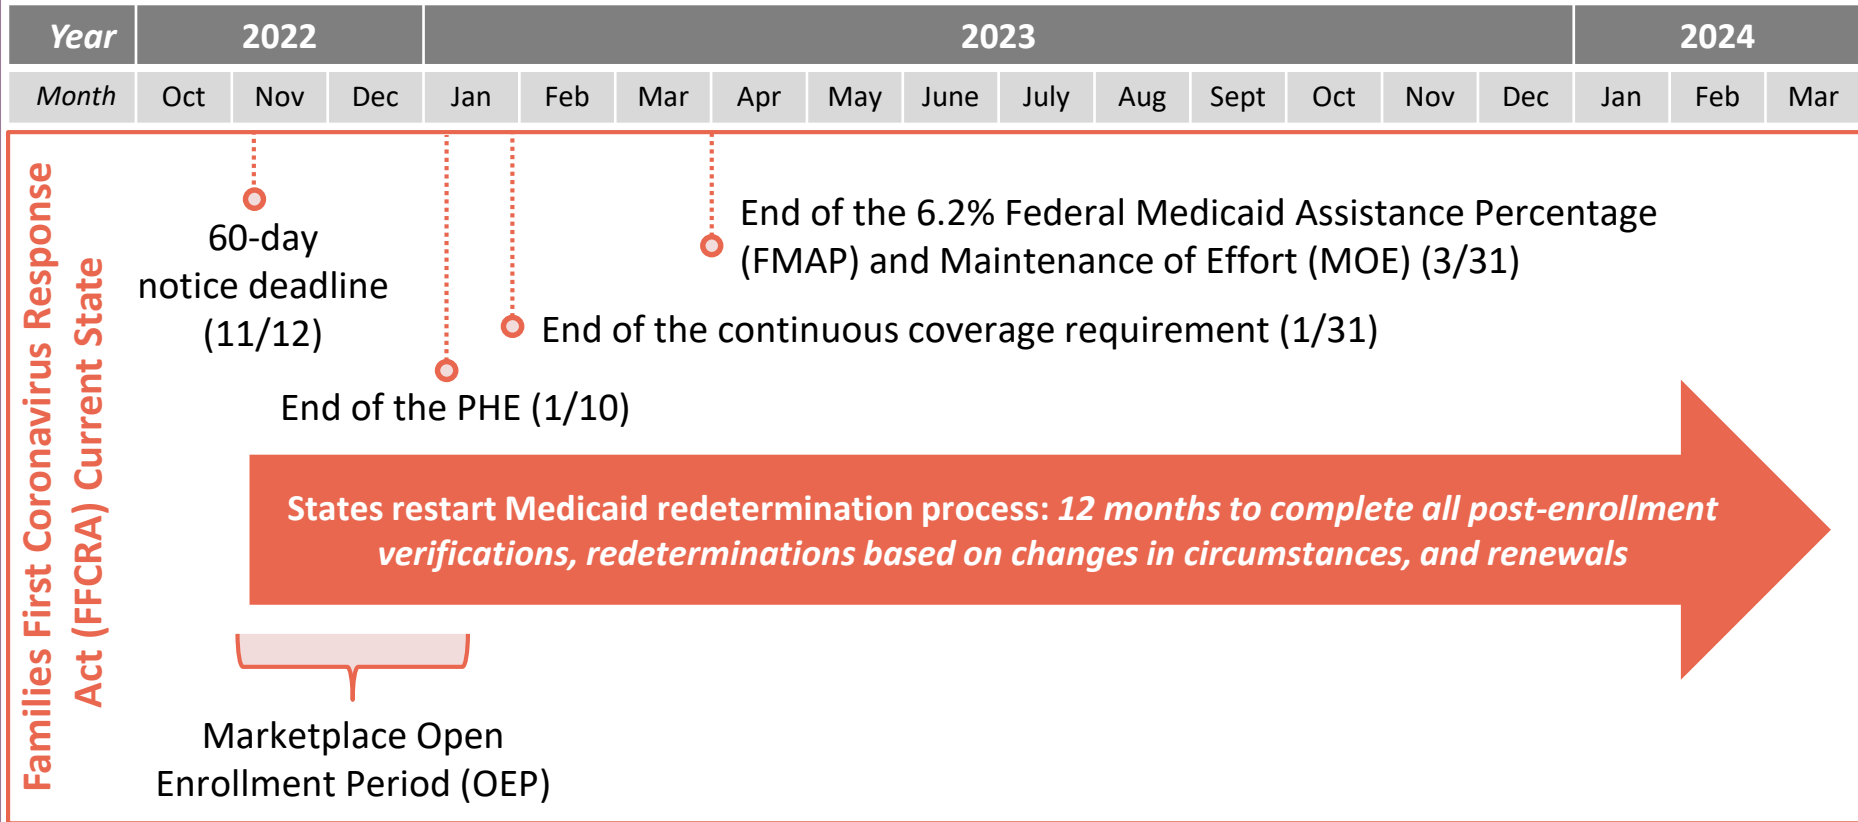 Year 2022 2023 2024
Month Oct Nov Dec Jan Feb Mar Apr May June July Aug Sept Oct Nov Dec Jan Feb Mar
Families First Coronavirus Response
Act (FFCRA) Current State
60-day
notice deadline
(11/12)
End of the 6.2% Federal Medicaid Assistance Percentage
(FMAP) and Maintenance of Effort (MOE) (3/31)
End of the continuous coverage requirement (1/31)
End of the PHE (1/10)
States restart Medicaid redetermination process: 12 months to complete all post-enrollment
verifications, redeterminations based on changes in circumstances, and renewals
Marketplace Open
Enrollment Period (OEP)